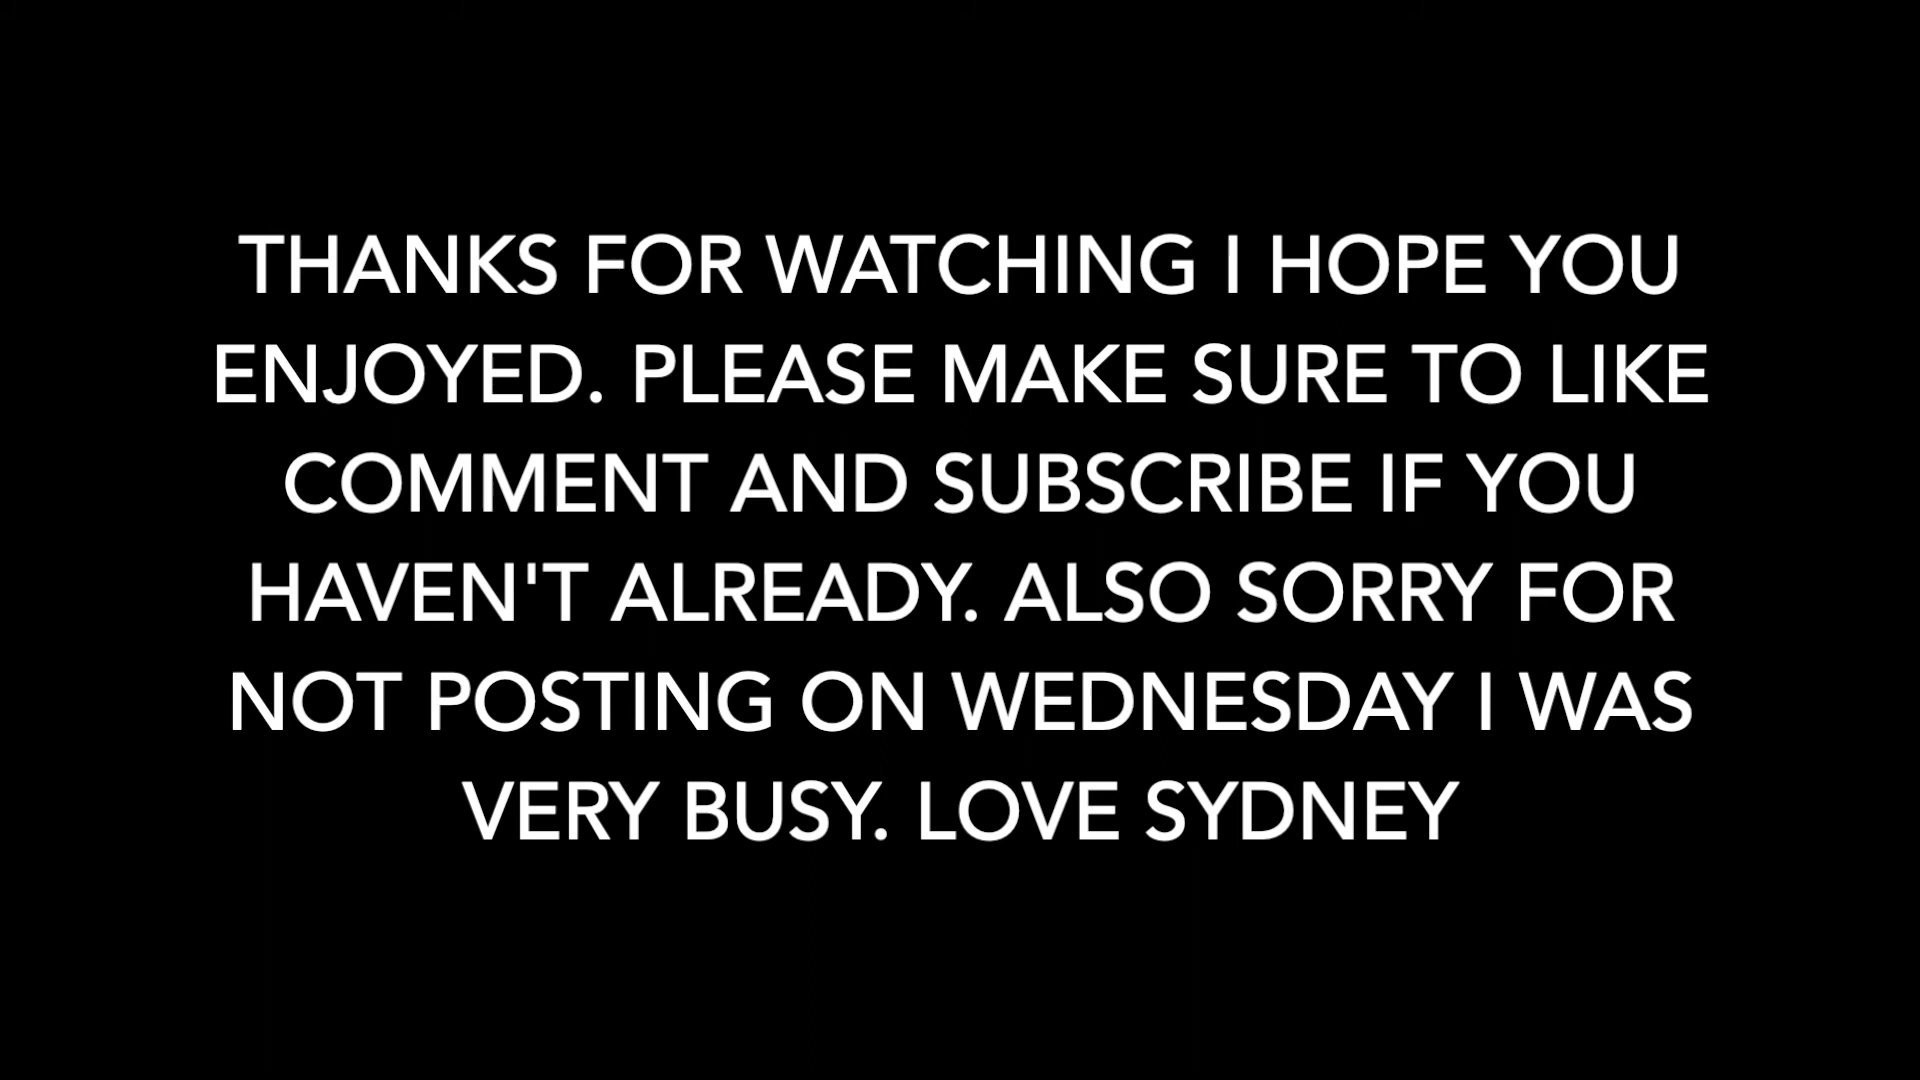 THANKS FOR WATCHING I HOPE YOU
ENJOYED. PLEASE MAKE SURE TO LIKE
COMMENT AND SUBSCRIBE IF YOU
HAVEN'T ALREADY. ALSO SORRY FOR
NOT POSTING ON WEDNESDAY I WAS
VERY BUSY. LOVE SYDNEY